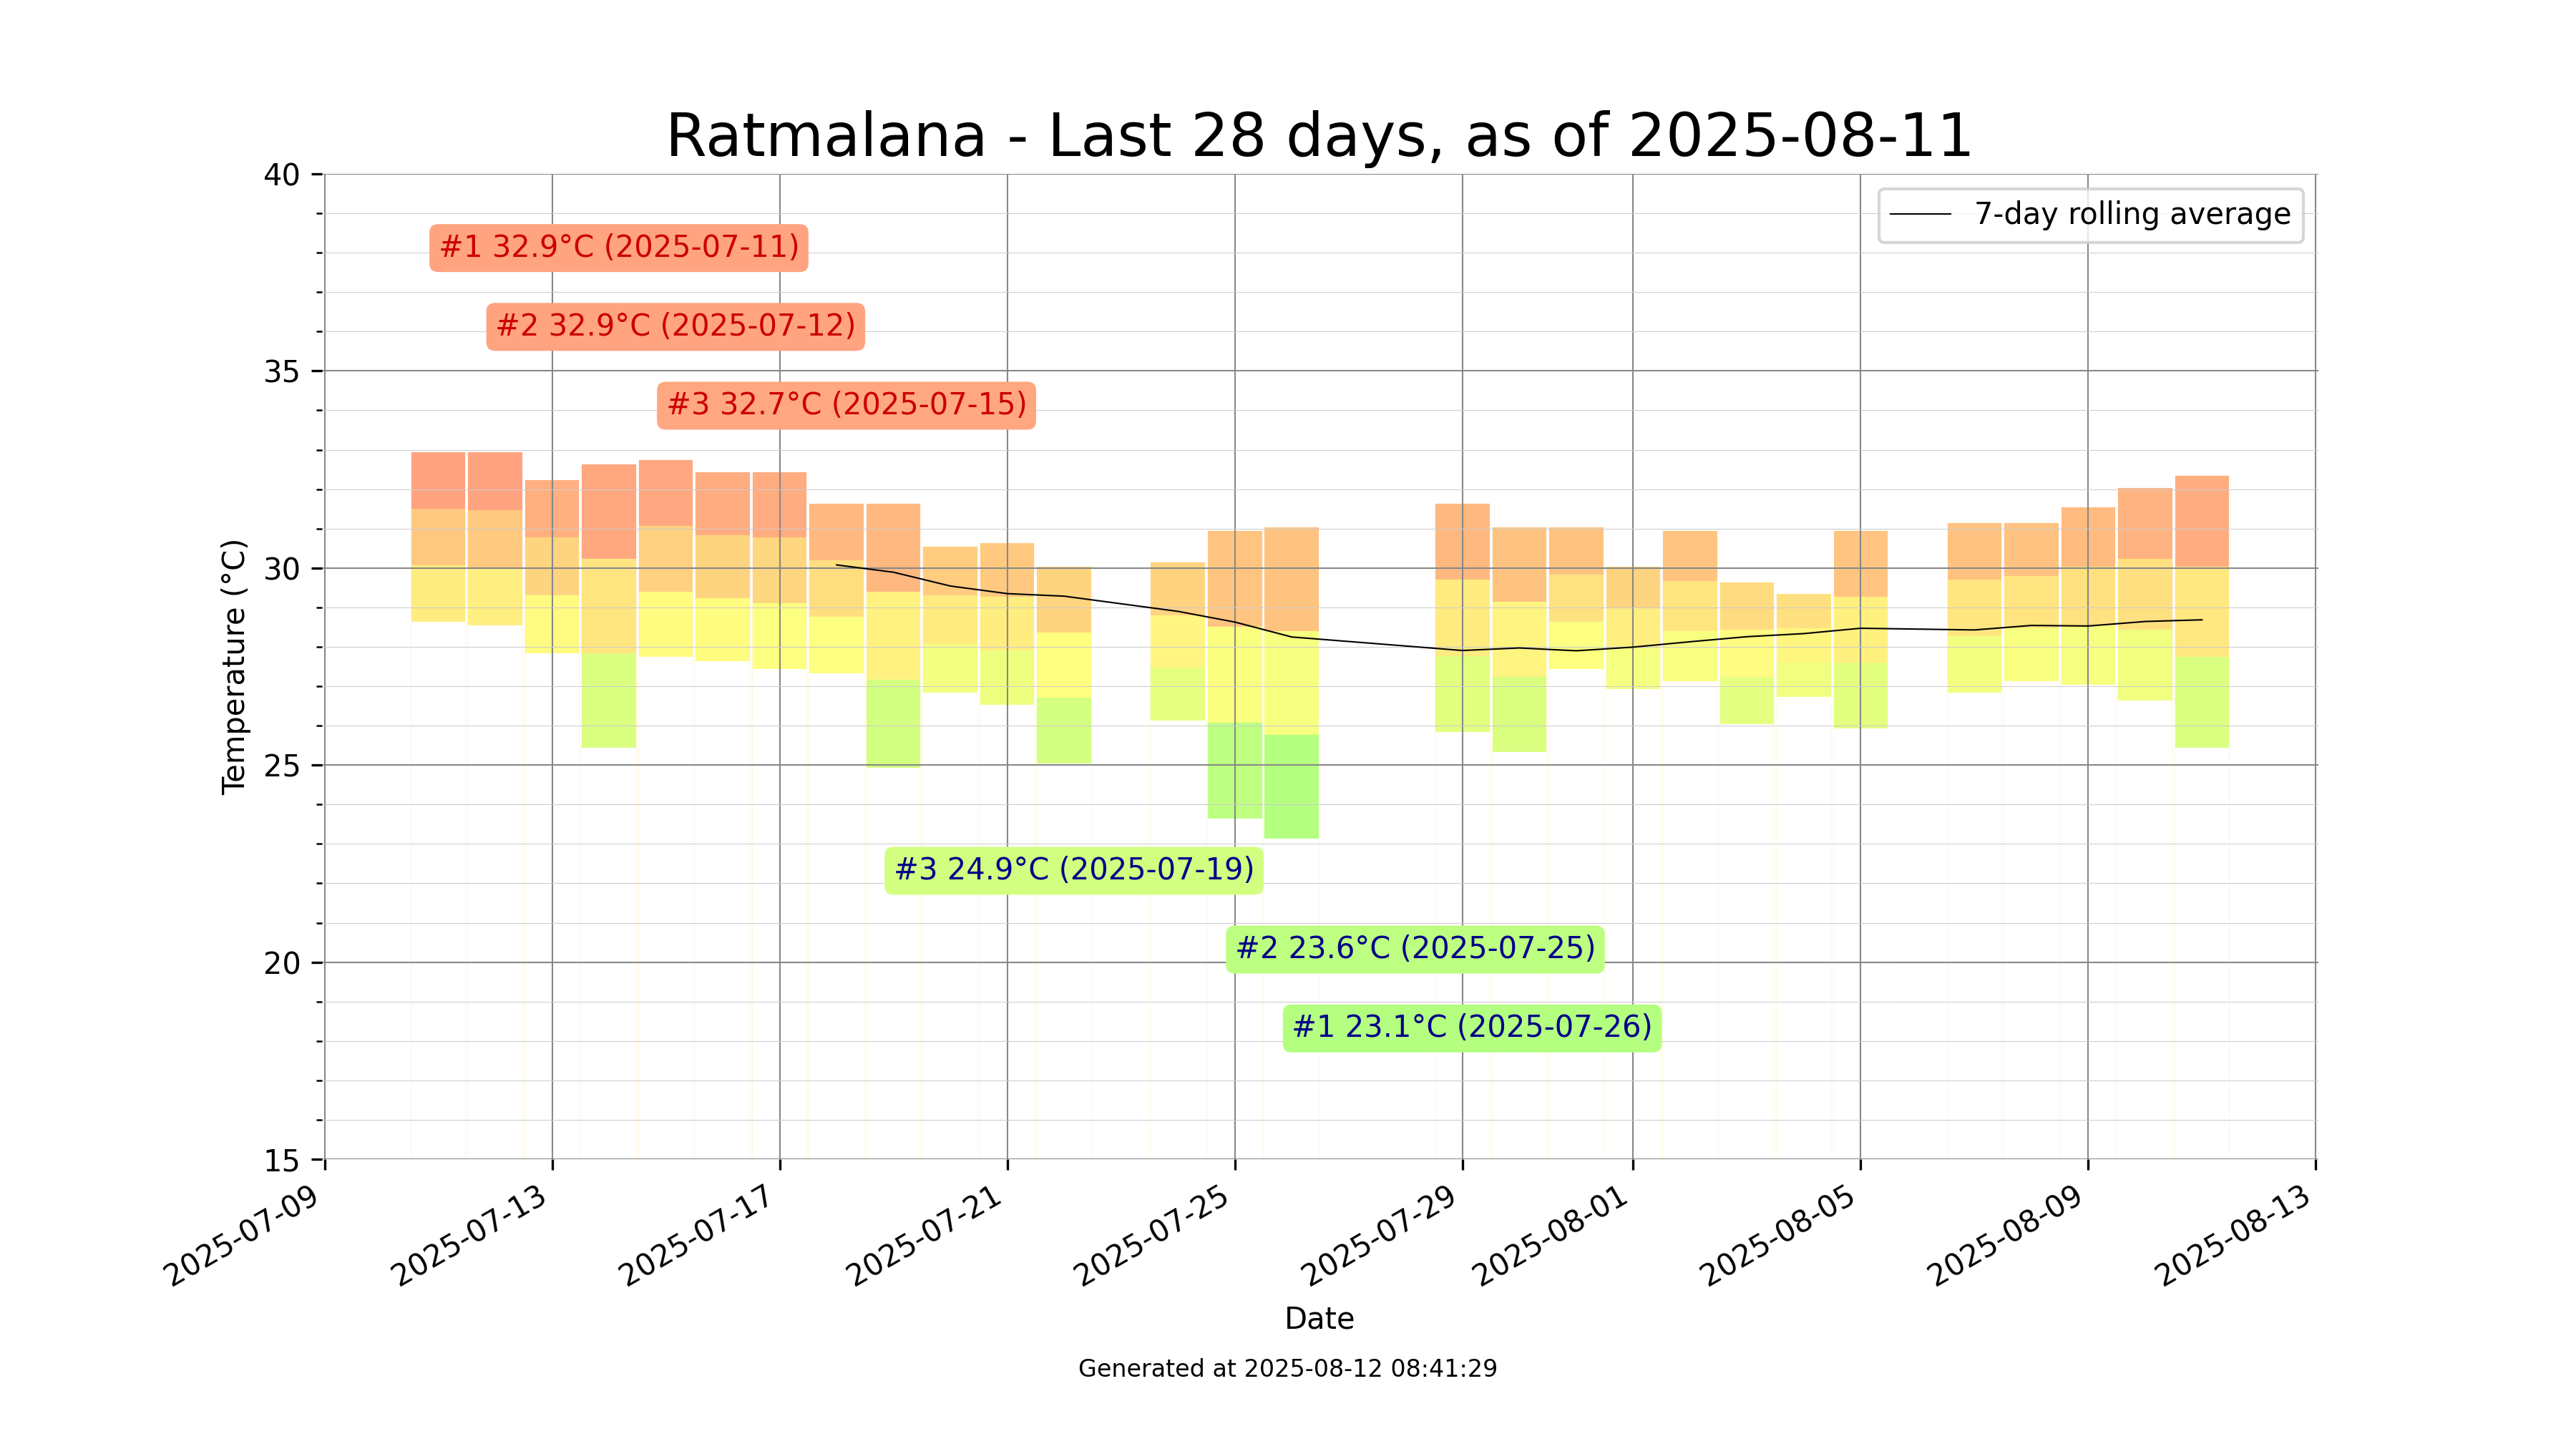 Ratmalana - Last 28 days, as of 2025-08-11
40
35
30
25
20
15
Temperature (°C)
7-day rolling average
#1 32.9°C (2025-07-11)
#2 32.9°C (2025-07-12)
#3 32.7°C (2025-07-15)
#3 24.9°C (2025-07-19)
#2 23.6°C (2025-07-25)
#1 23.1°C (2025-07-26)
2025-07-09
2025-07-13
2025-07-17
2025-07-21
2025-07-25
2025-07-29
2025-08-01
2025-08-05
2025-08-09
2025-08-13
Date
Generated at 2025-08-12 08:41:29